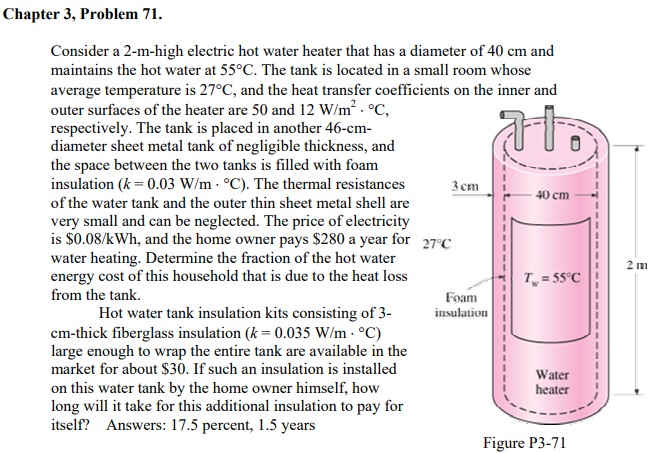 Chapter 3, Problem 71.
Consider a 2-m-high electric hot water heater that has a diameter of 40 cm and
maintains the hot water at 55°C. The tank is located in a small room whose
average temperature is 27°C, and the heat transfer coefficients on the inner and
outer surfaces of the heater are 50 and 12 W/m² · °C,
respectively. The tank is placed in another 46-cm-
diameter sheet metal tank of negligible thickness, and
the space between the two tanks is filled with foam
insulation (k = 0.03 W/m · °C). The thermal resistances
of the water tank and the outer thin sheet metal shell are
very small and can be neglected. The price of electricity
is $0.08/kWh, and the home owner pays $280 a year for
water heating. Determine the fraction of the hot water
energy cost of this household that is due to the heat loss
from the tank.
Hot water tank insulation kits consisting of 3-
cm-thick fiberglass insulation (k = 0.035 W/m · °C)
large enough to wrap the entire tank are available in the
market for about $30. If such an insulation is installed
on this water tank by the home owner himself, how
long will it take for this additional insulation to pay for
itself? Answers: 17.5 percent, 1.5 years
3 cm
40 cm
27°C
2 m
T_w = 55°C
Foam
insulation
Water
heater
Figure P3-71